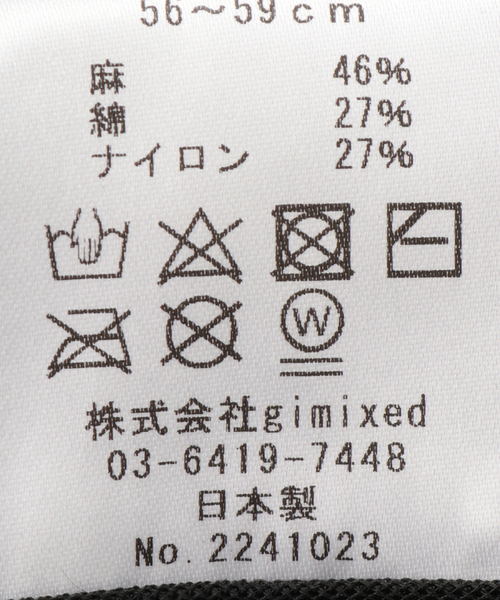 56～59cm
麻 46%
綿 27%
ナイロン 27%
W
株式会社gimixed
03-6419-7448
日本製
No.2241023